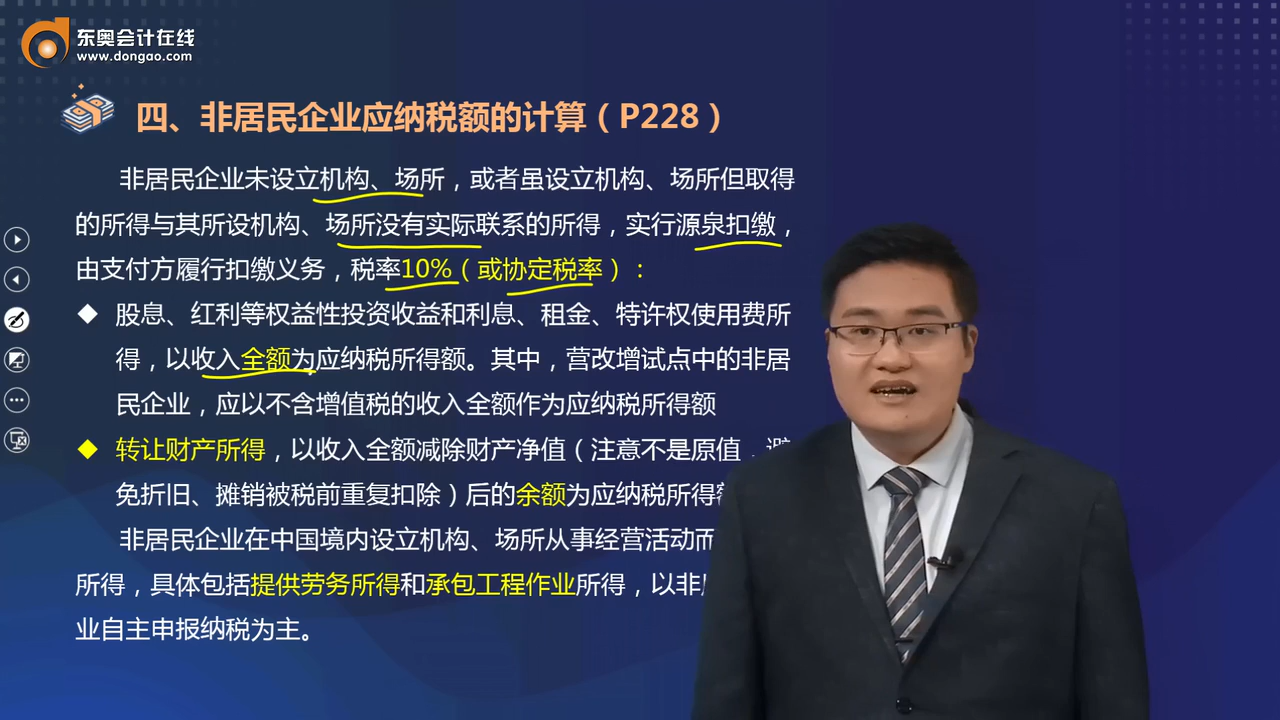 东奥会计在线
www.dongao.com
四、非居民企业应纳税额的计算（P228）
非居民企业未设立机构、场所，或者虽设立机构、场所但取得
的所得与其所设机构、场所没有实际联系的所得，实行源泉扣缴，
由支付方履行扣缴义务，税率10%（或协定税率）：
股息、红利等权益性投资收益和利息、租金、特许权使用费所
得，以收入全额为应纳税所得额。其中，营改增试点中的非居
民企业，应以不含增值税的收入全额作为应纳税所得额
转让财产所得，以收入全额减除财产净值（注意不是原值，避
免折旧、摊销被税前重复扣除）后的余额为应纳税所得
非居民企业在中国境内设立机构、场所从事经营活动而
所得，具体包括提供劳务所得和承包工程作业所得，以非
业自主申报纳税为主。